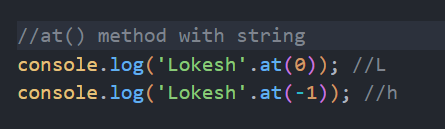 //at() method with string
console.log('Lokesh'.at(0)); //L
console.log('Lokesh'.at(-1)); //h